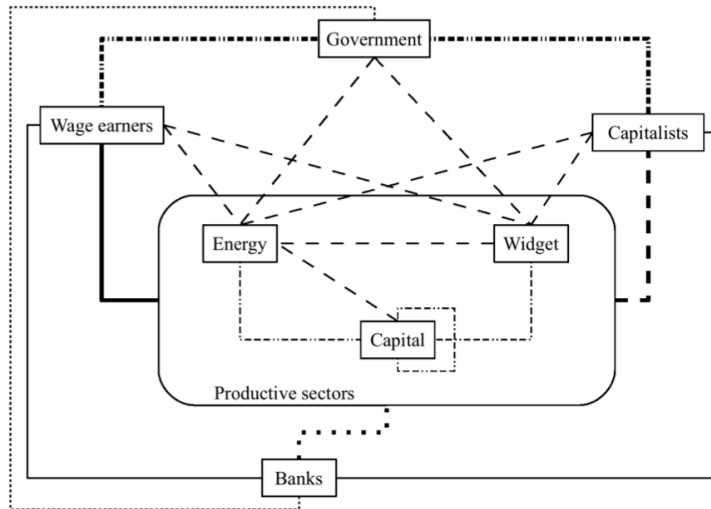 Government
Wage earners
Capitalists
Energy
Widget
Capital
Productive sectors
Banks